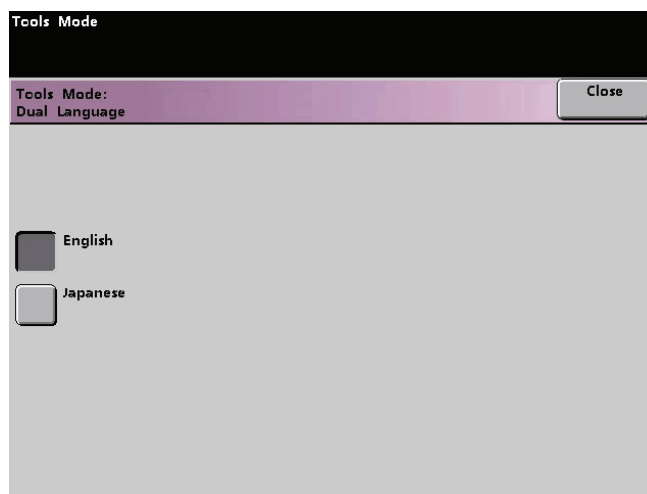 Tools Mode
Tools Mode:
Dual Language
Close
English
Japanese